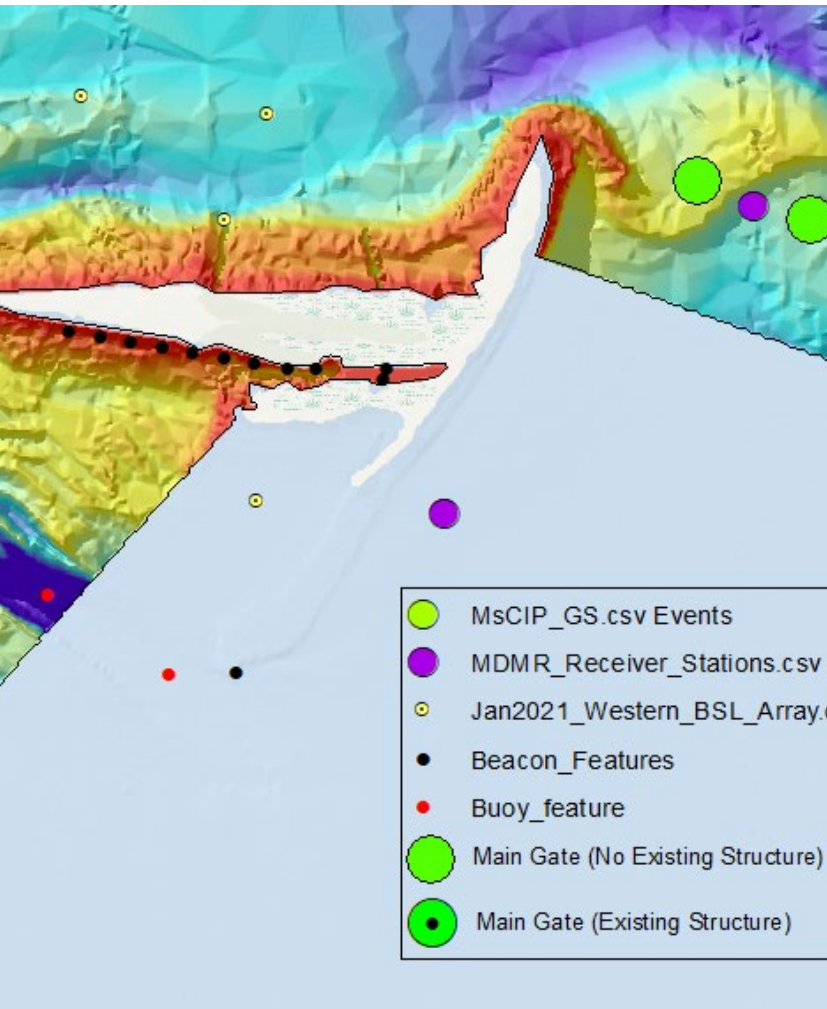 MsCIP_GS.csv Events
MDMR_Receiver_Stations.csv
Jan2021_Western_BSL_Array.
Beacon_Features
Buoy_feature
Main Gate (No Existing Structure)
Main Gate (Existing Structure)